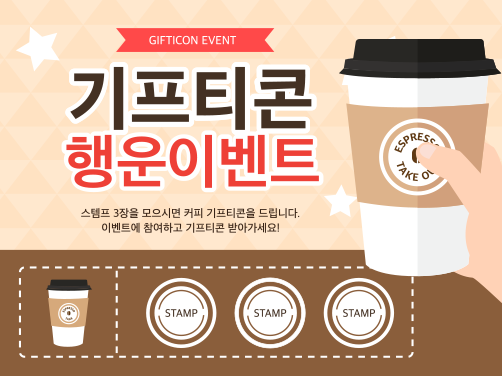 GIFTICON EVENT
기프티콘
행운이벤트
스템프 3장을 모으시면 커피 기프티콘을 드립니다.
이벤트에 참여하고 기프티콘 받아가세요!
ESPRESSO
TAKE OU
STAMP
STAMP
STAMP